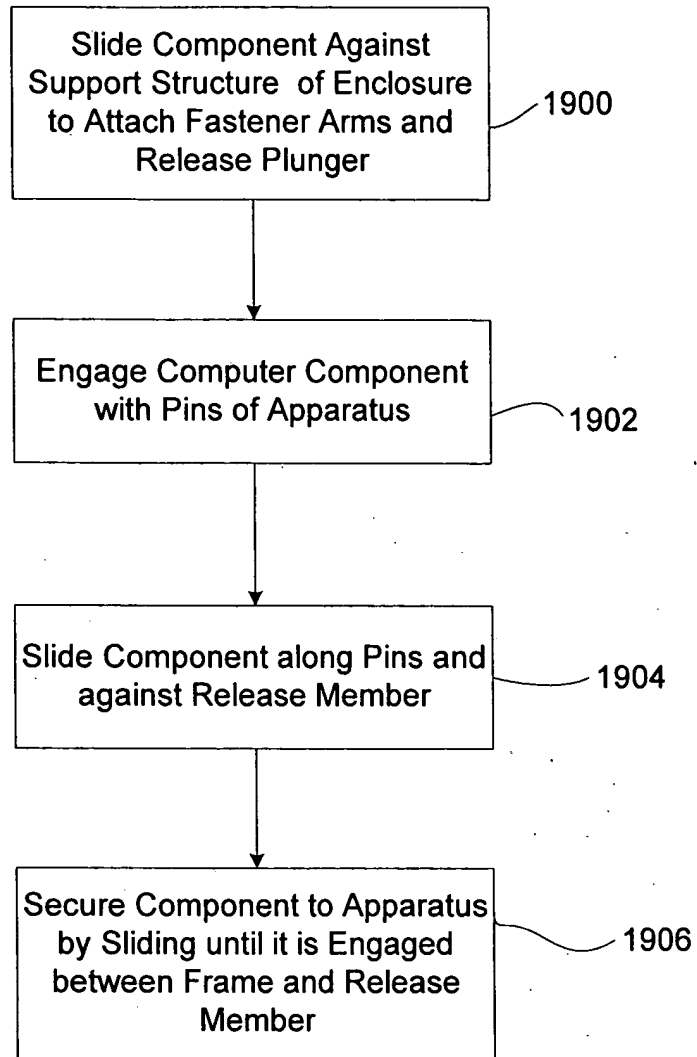 Slide Component Against
Support Structure of Enclosure
to Attach Fastener Arms and
Release Plunger
1900
Engage Computer Component
with Pins of Apparatus
1902
Slide Component along Pins and
against Release Member
1904
Secure Component to Apparatus
by Sliding until it is Engaged
between Frame and Release
Member
1906